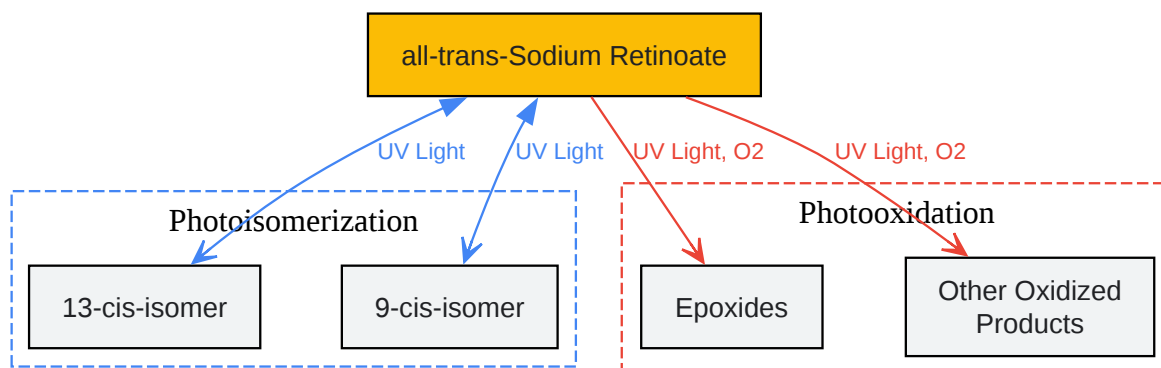 all-trans-Sodium Retinoate
UV Light
UV Light
UV Light, O2
UV Light, O2
Photoisomerization
Photooxidation
13-cis-isomer
9-cis-isomer
Epoxides
Other Oxidized
Products